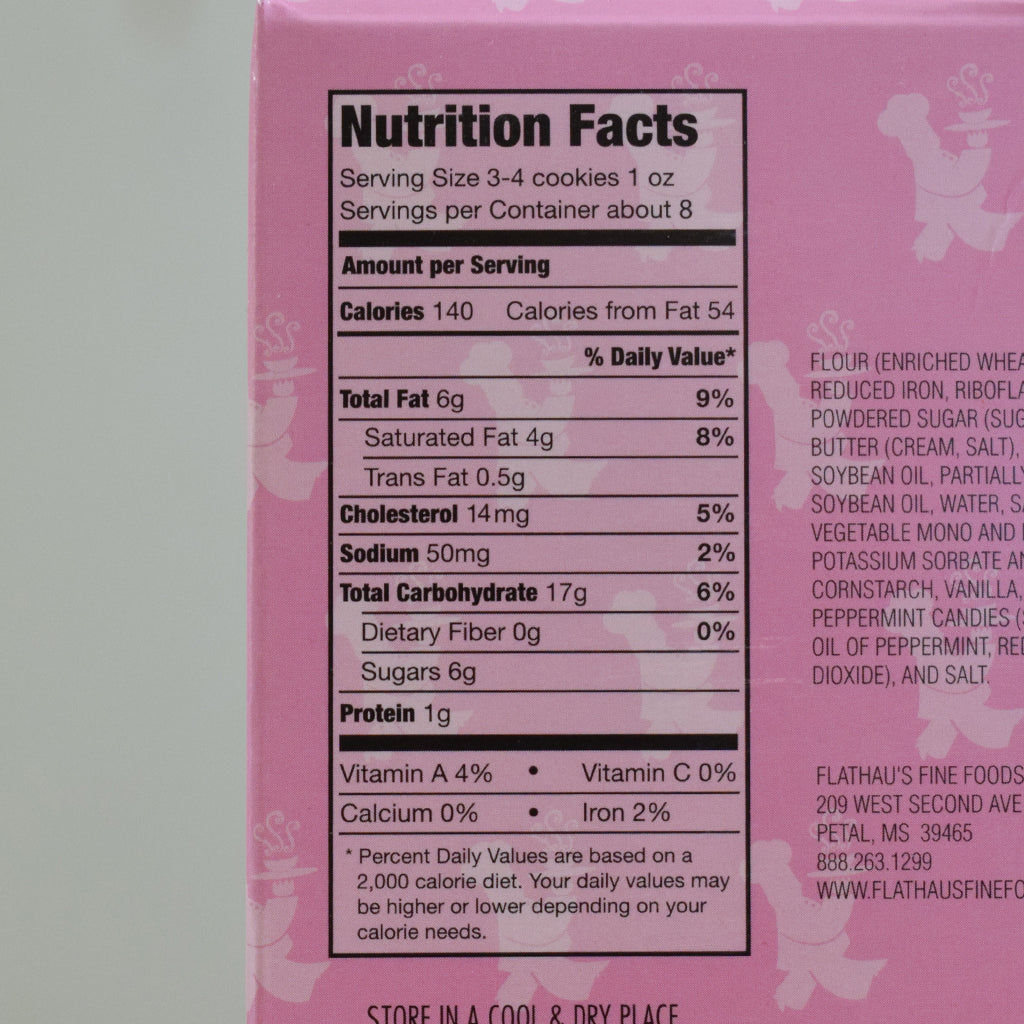 Nutrition Facts
Serving Size 3-4 cookies 1 oz
Servings per Container about 8
Amount per Serving
Calories 140 Calories from Fat 54
% Daily Value*
Total Fat 6g 9%
Saturated Fat 4g 8%
Trans Fat 0.5g
Cholesterol 14mg 5%
Sodium 50mg 2%
Total Carbohydrate 17g 6%
Dietary Fiber 0g 0%
Sugars 6g
Protein 1g
Vitamin A 4% • Vitamin C 0%
Calcium 0% • Iron 2%
* Percent Daily Values are based on a
2,000 calorie diet. Your daily values may
be higher or lower depending on your
calorie needs.
STORE IN A COOL & DRY PLACE
FLOUR (ENRICHED
REDUCED IRON,
POWDERED SUGAR
BUTTER (CREAM, SALT),
SOYBEAN OIL,
SOYBEAN OIL, WATER,
VEGETABLE MONO AND
POTASSIUM SORBATE
CORNSTARCH, VANILLA,
PEPPERMINT CANDIES
OIL OF PEPPERMINT,
DIOXIDE), AND SALT.
FLATHAU'S FINE FOODS
209 WEST SECOND AVE
PETAL, MS 39465
888.263.1299